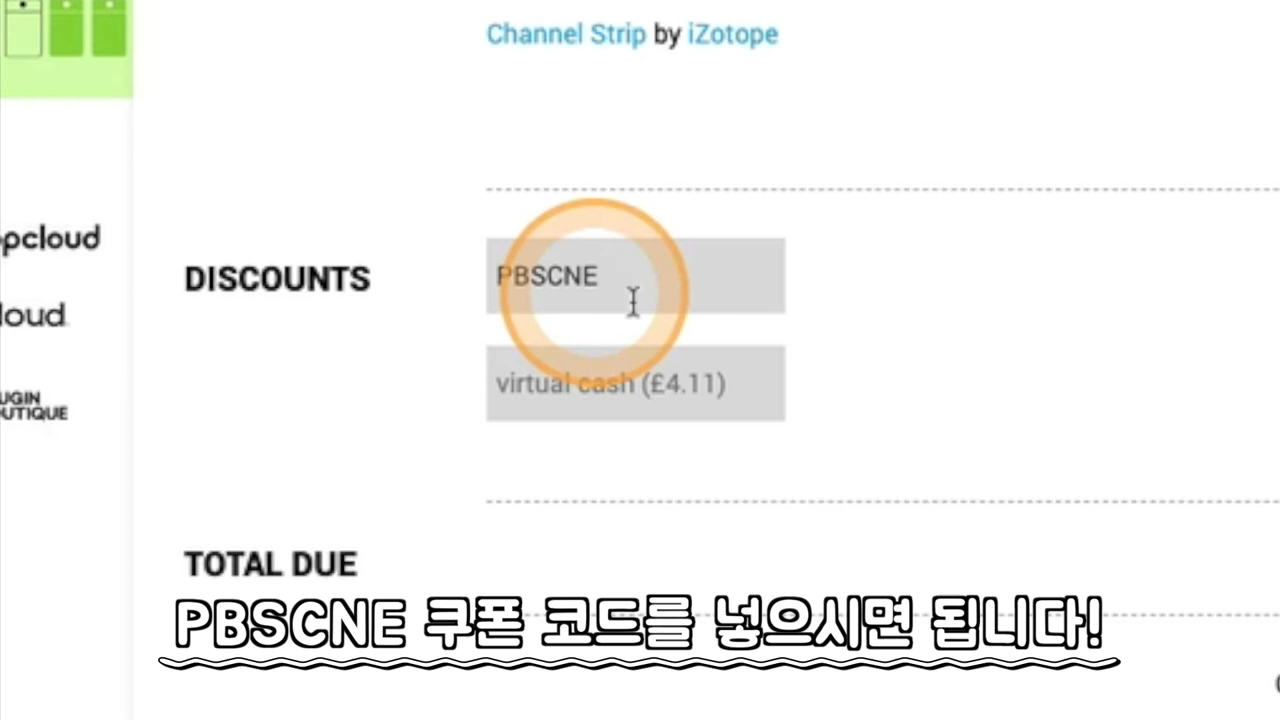 Channel Strip by iZotope
pcloud
loud
DISCOUNTS
PBSCNE
virtual cash (£4.11)
UGIN
OUTIQUE
TOTAL DUE
PBSCNE 쿠폰 코드를 넣으시면 됩니다!